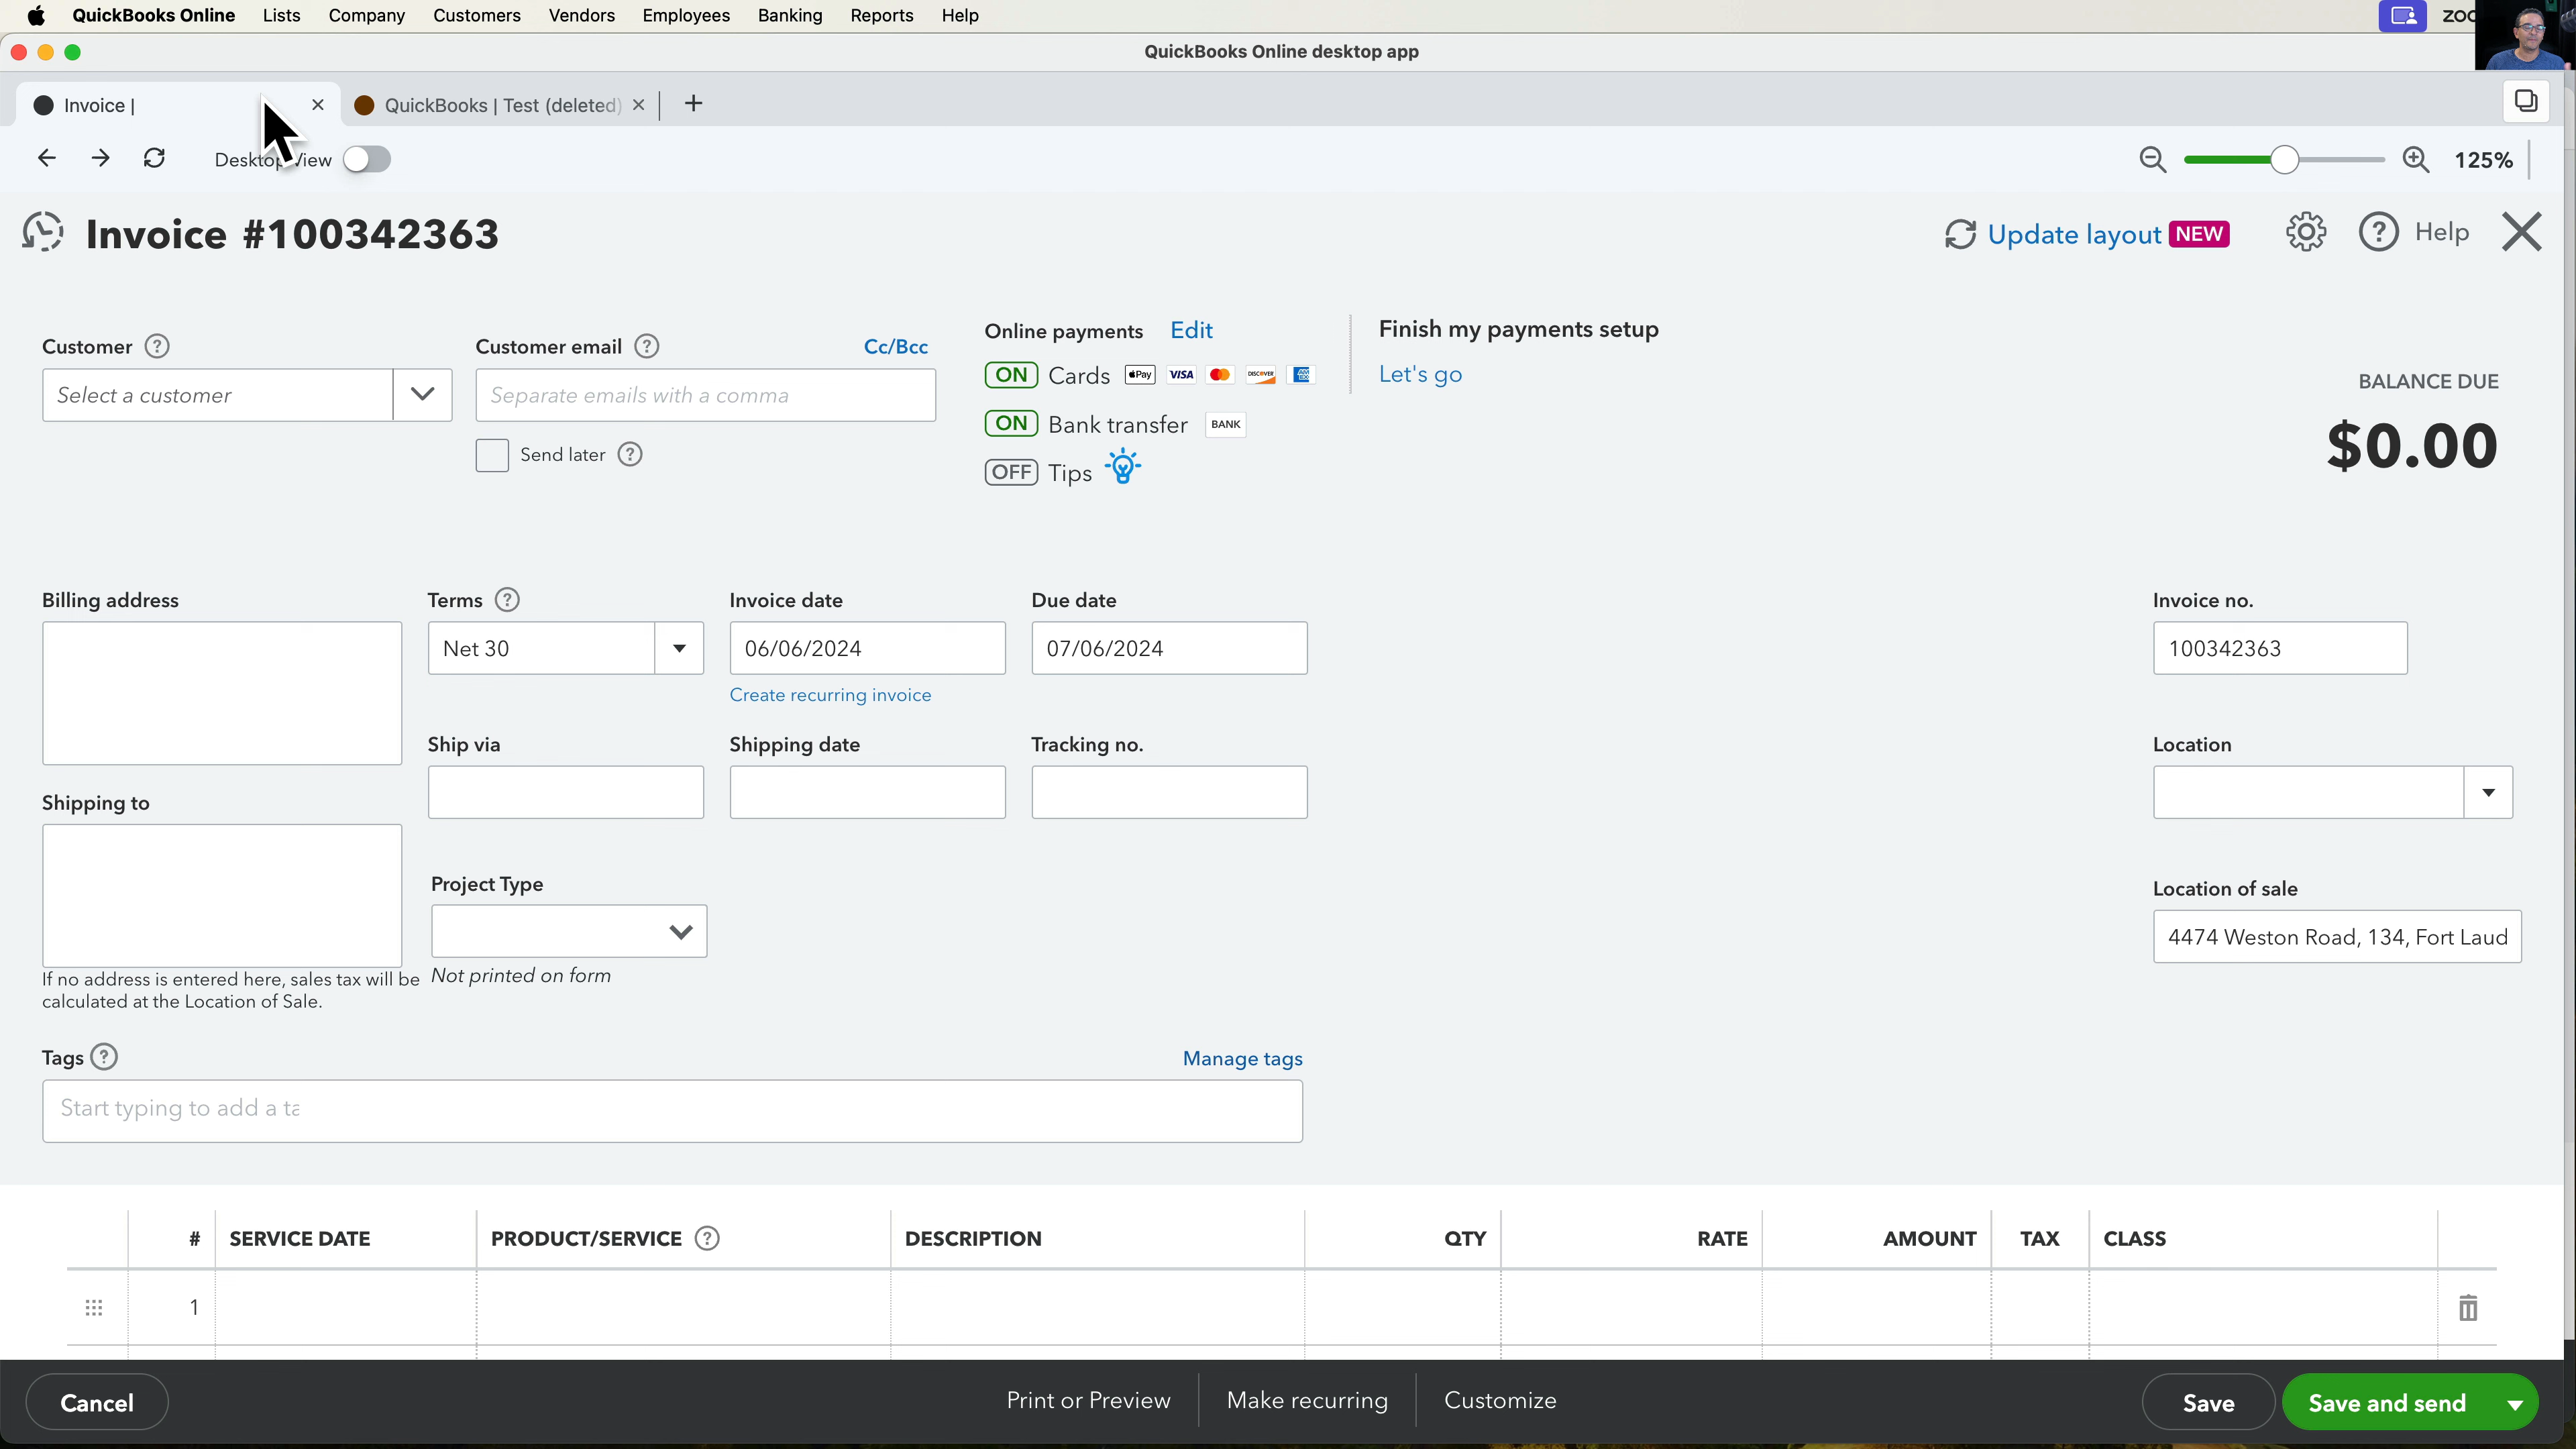 QuickBooks Online Lists Company Customers Vendors Employees Banking Reports Help
QuickBooks Online desktop app
Invoice | QuickBooks | Test (deleted)
125%
Invoice #100342363 Update layout NEW Help
Customer Customer email Cc/Bcc Online payments Edit Finish my payments setup
ON Cards Pay VISA DISCOVER Let's go BALANCE DUE
Select a customer Separate emails with a comma
ON Bank transfer BANK $0.00
Send later
OFF Tips
Billing address Terms Invoice date Due date Invoice no.
Net 30 06/06/2024 07/06/2024 100342363
Create recurring invoice
Ship via Shipping date Tracking no. Location
Shipping to
Project Type Location of sale
4474 Weston Road, 134, Fort Laud
If no address is entered here, sales tax will be Not printed on form
calculated at the Location of Sale.
Tags Manage tags
Start typing to add a ta
# SERVICE DATE PRODUCT/SERVICE DESCRIPTION QTY RATE AMOUNT TAX CLASS
1
Cancel Print or Preview Make recurring Customize Save Save and send